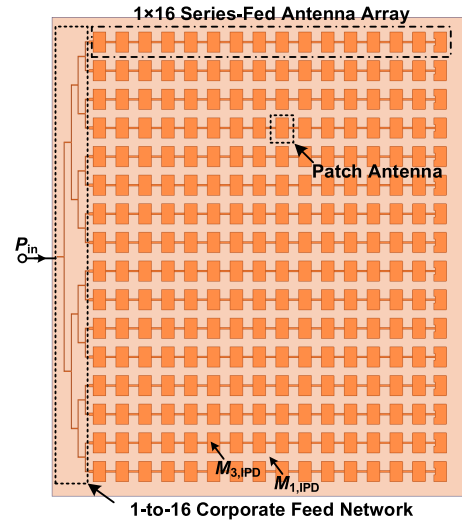 1×16 Series-Fed Antenna Array
Patch Antenna
Pin
M3,IPD
M1,IPD
1-to-16 Corporate Feed Network